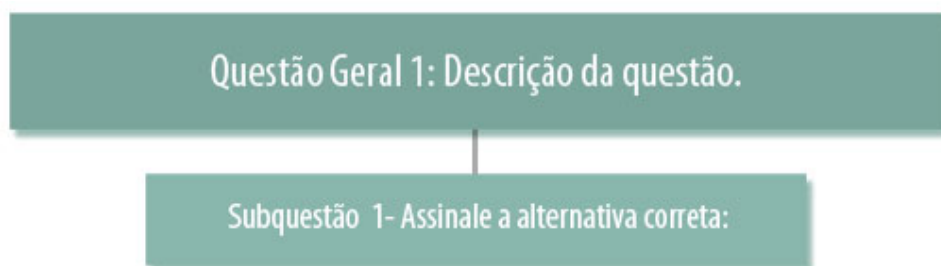 Questão Geral 1: Descrição da questão.
Subquestão 1- Assinale a alternativa correta: